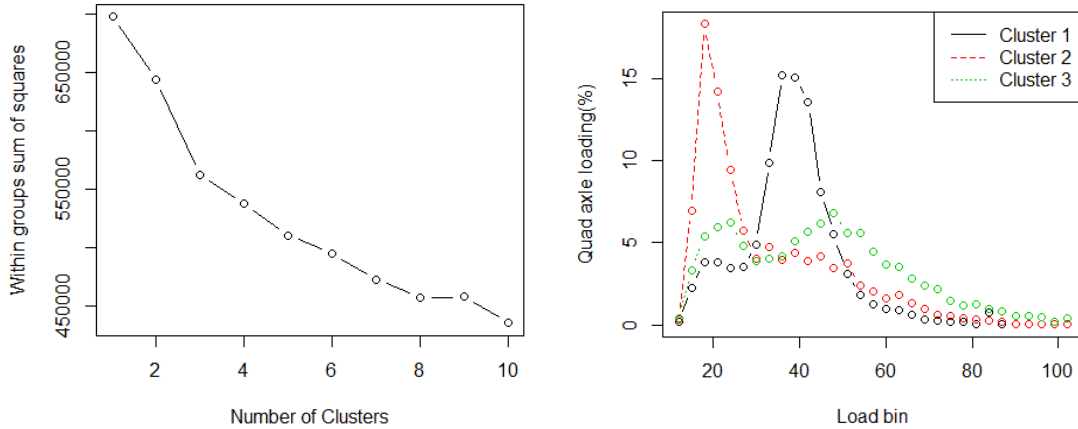 Within groups sum of squares
650000
550000
450000
2
4
6
8
10
Number of Clusters
Quad axle loading(%)
15
10
5
0
20
40
60
80
100
Load bin
Cluster 1
Cluster 2
Cluster 3